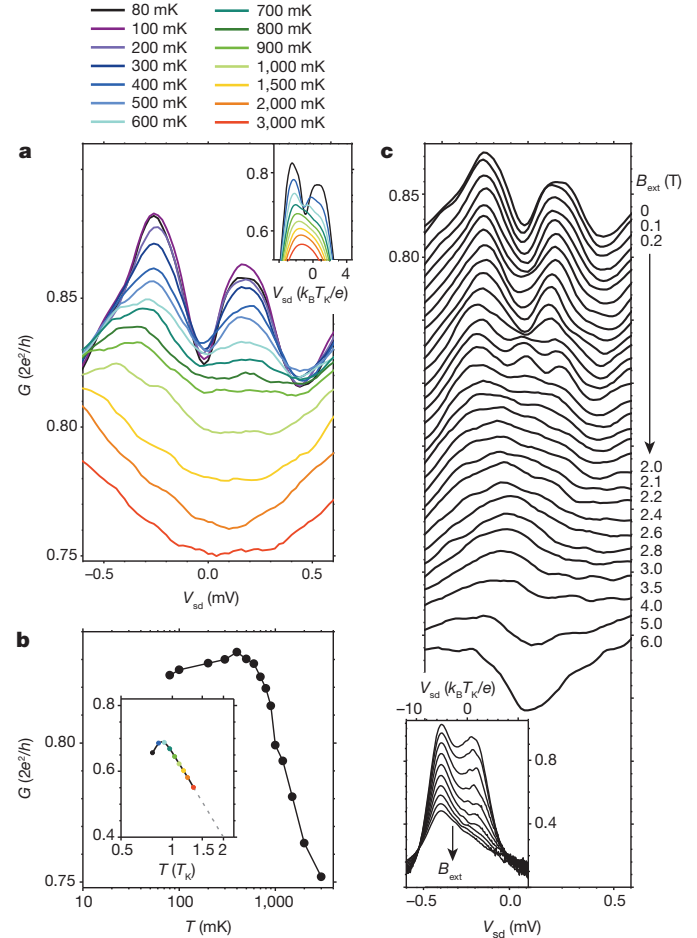 80 mK 700 mK
100 mK 800 mK
200 mK 900 mK
300 mK 1,000 mK
400 mK 1,500 mK
500 mK 2,000 mK
600 mK 3,000 mK
a
0.85
0.80
0.75
G (2e²/h)
–0.5 0.0 0.5
V_sd (mV)
0.8
0.6
0 4
V_sd (k_BT_K/e)
b
0.80
0.75
G (2e²/h)
10 100 1,000
T (mK)
0.8
0.6
0.4
0.5 1 1.5 2
T (T_K)
c
B_ext (T)
0.85
0.80
0
0.1
0.2
2.0
2.1
2.2
2.4
2.6
2.8
3.0
3.5
4.0
5.0
6.0
V_sd (k_BT_K/e)
–10 0
0.8
0.4
B_ext
–0.5 0.0 0.5
V_sd (mV)